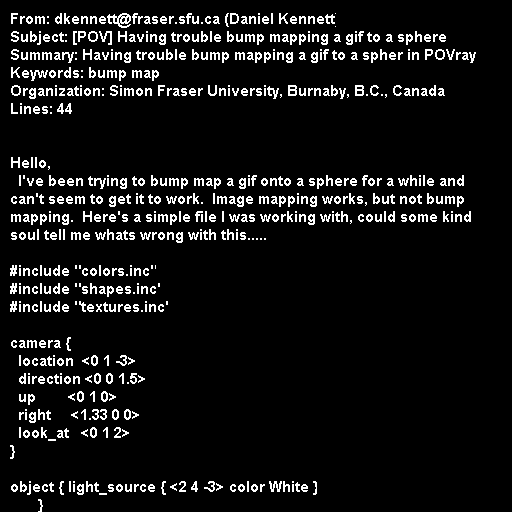 From: dkennett@fraser.sfu.ca (Daniel Kennett
Subject: [POV] Having trouble bump mapping a gif to a sphere
Summary: Having trouble bump mapping a gif to a spher in POVray
Keywords: bump map
Organization: Simon Fraser University, Burnaby, B.C., Canada
Lines: 44
Hello,
I've been trying to bump map a gif onto a sphere for a while and
can't seem to get it to work.  Image mapping works, but not bump
mapping.  Here's a simple file I was working with, could some kind
soul tell me whats wrong with this.....
#include "colors.inc"
#include "shapes.inc'
#include "textures.inc'
camera {
  location  <0 1 -3>
  direction <0 0 1.5>
  up        <0 1 0>
  right     <1.33 0 0>
  look_at   <0 1 2>
}
object { light_source { <2 4 -3> color White }
       }